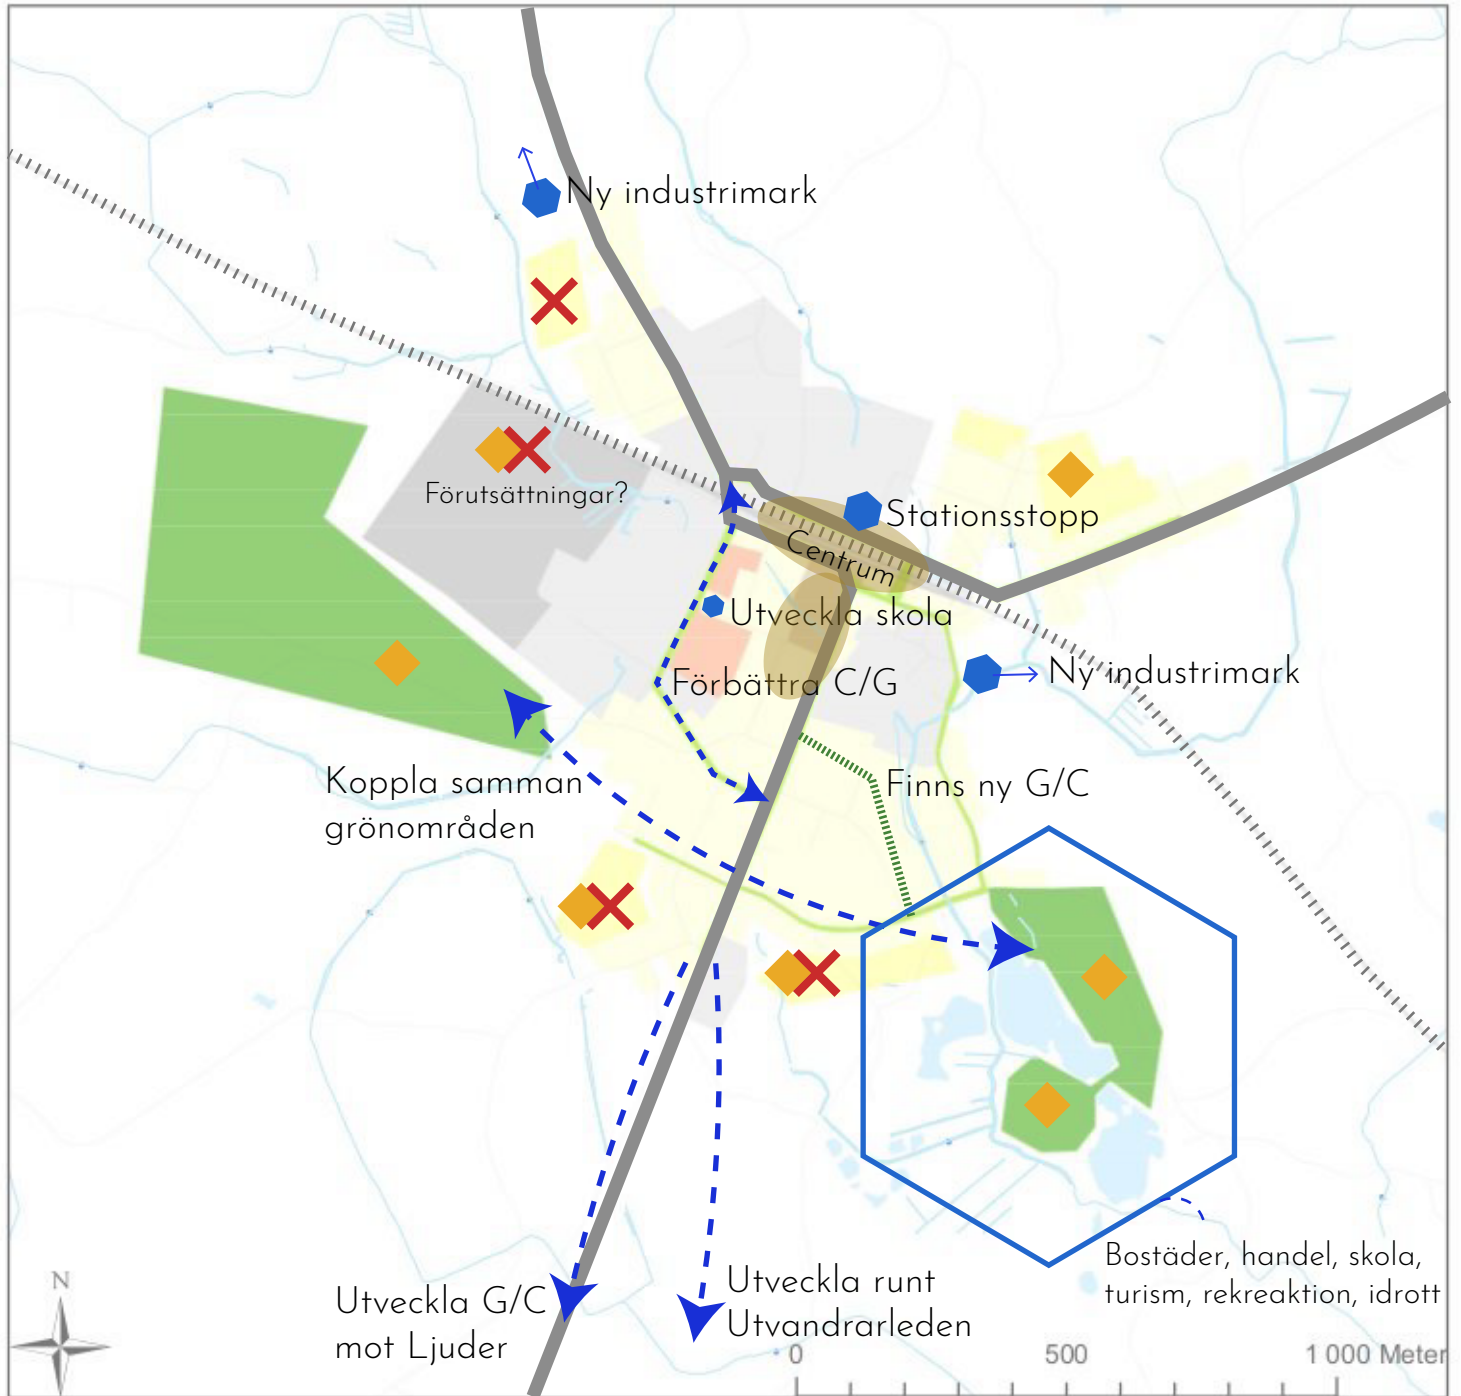 Ny industrimark
Förutsättningar?
Stationsstopp
Centrum
Utveckla skola
Förbättra C/G
Ny industrimark
Koppla samman
grönområden
Finns ny G/C
Bostäder, handel, skola,
turism, rekreaktion, idrott
Utveckla G/C
mot Ljuder
Utveckla runt
Utvandrarleden
N
0 500 1 000 Meter